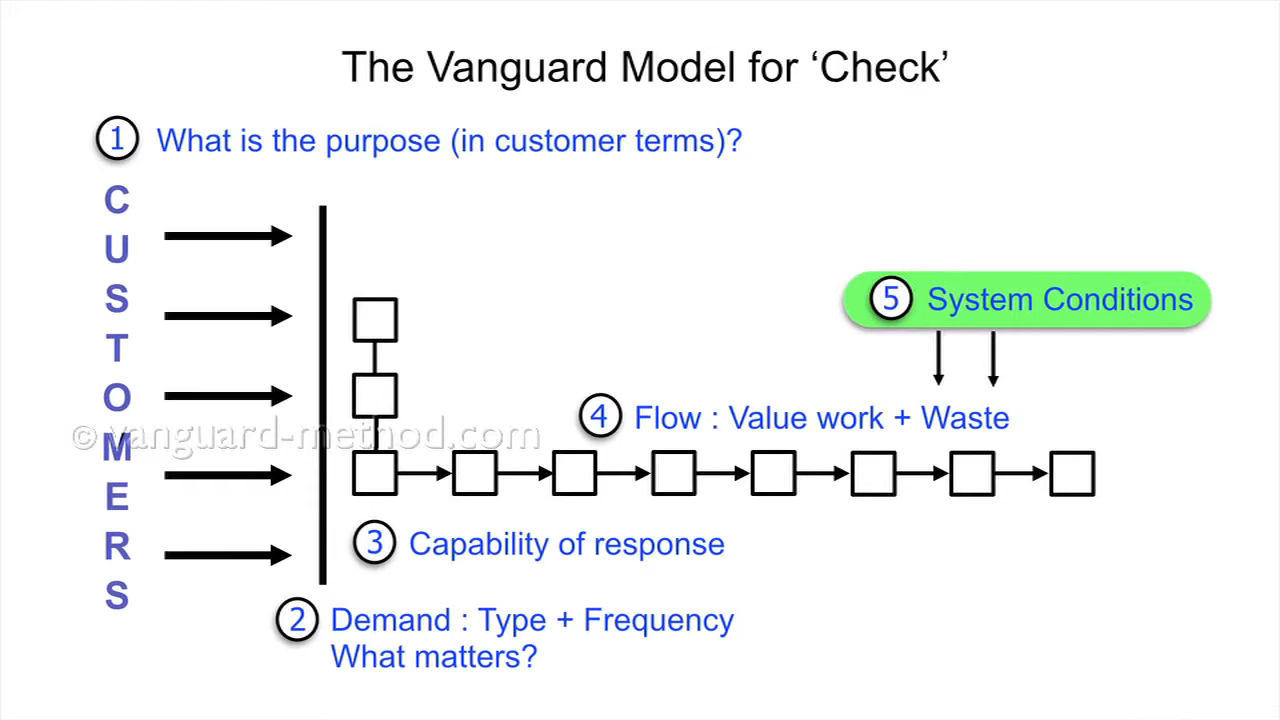 The Vanguard Model for ‘Check’
1 What is the purpose (in customer terms)?
CUSTOMERS
5 System Conditions
4 Flow : Value work + Waste
© vanguard-method.com
3 Capability of response
2 Demand : Type + Frequency
What matters?